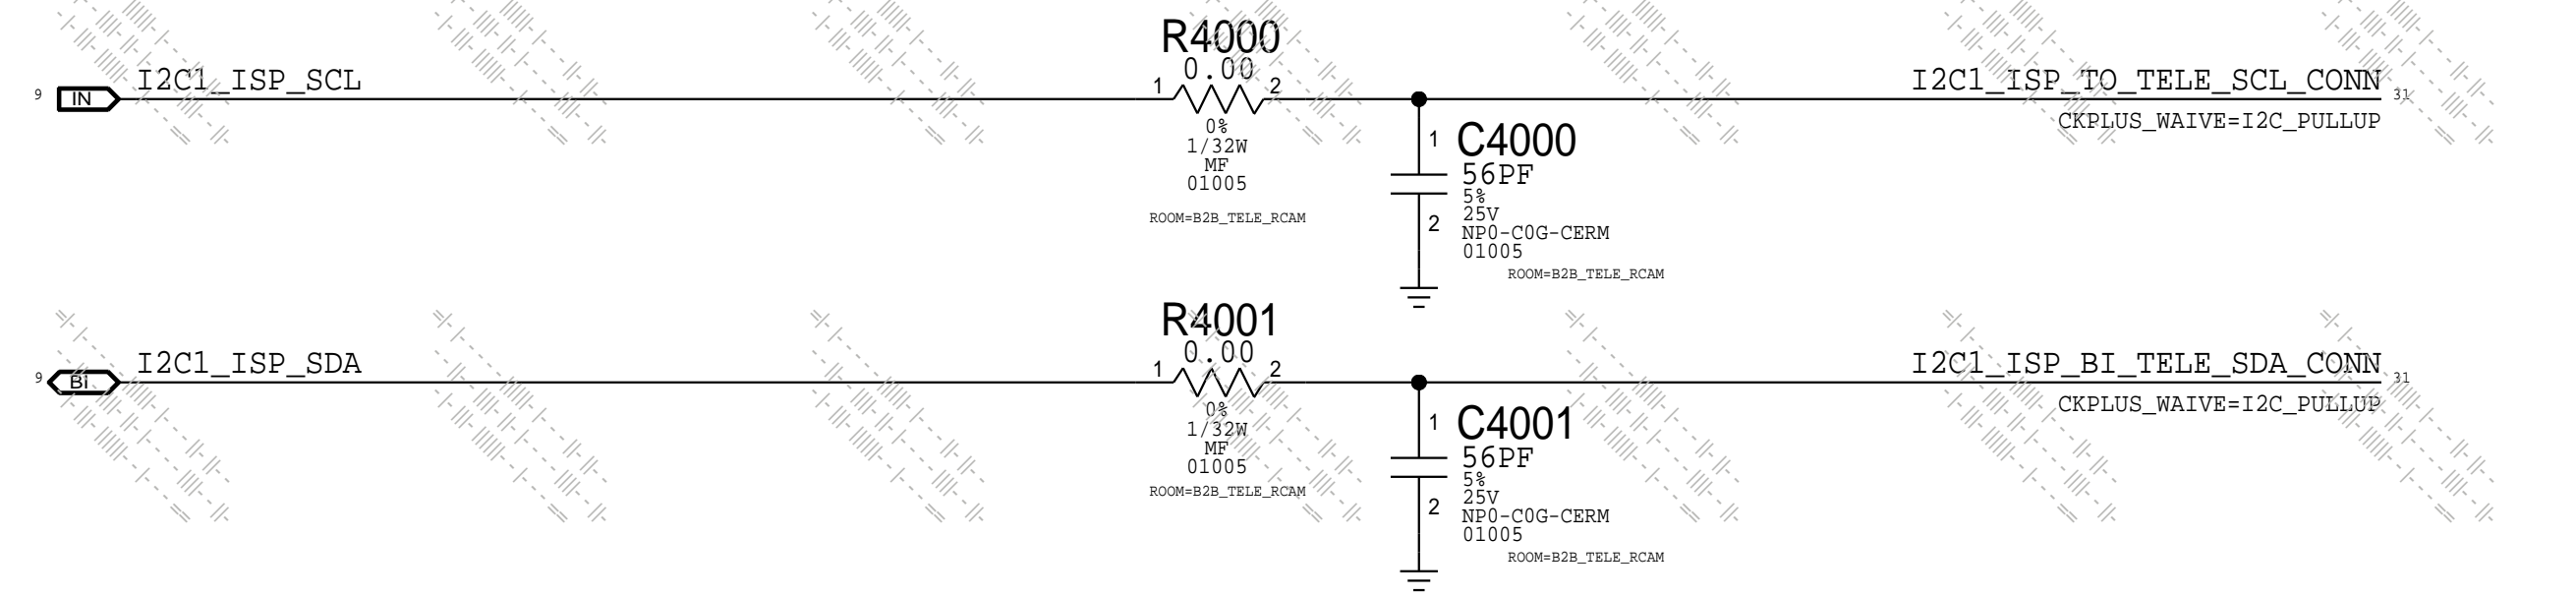 R4000
0.00
9 IN I2C1_ISP_SCL 1 2 I2C1_ISP_TO_TELE_SCL_CONN 31
CKPLUS_WAIVE=I2C_PULLUP
0%
1/32W
MF
01005
ROOM=B2B_TELE_RCAM
1 C4000
56PF
5%
25V
2 NP0-C0G-CERM
01005
ROOM=B2B_TELE_RCAM
R4001
0.00
9 BI I2C1_ISP_SDA 1 2 I2C1_ISP_BI_TELE_SDA_CONN 31
CKPLUS_WAIVE=I2C_PULLUP
0%
1/32W
MF
01005
ROOM=B2B_TELE_RCAM
1 C4001
56PF
5%
25V
2 NP0-C0G-CERM
01005
ROOM=B2B_TELE_RCAM